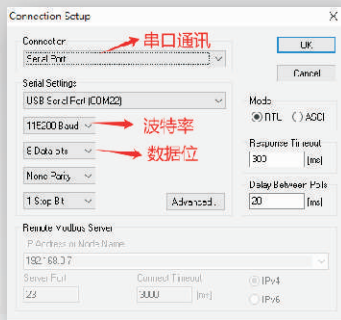 Connection Setup
Connection
串口通讯
Serial Port
OK
Cancel
Serial Settings
USB Serial Port (COM22)
Mode
RTU
ASCII
115200 Baud
波特率
8 Data bits
数据位
Response Timeout
300 [ms]
None Parity
Delay Between Polls
1 Stop Bit
Advanced...
20 [ms]
Remote Modbus Server
IP Address or Node Name
192.168.0.7
Server Port
Connect Timeout
IPv4
23
3000 [ms]
IPv6